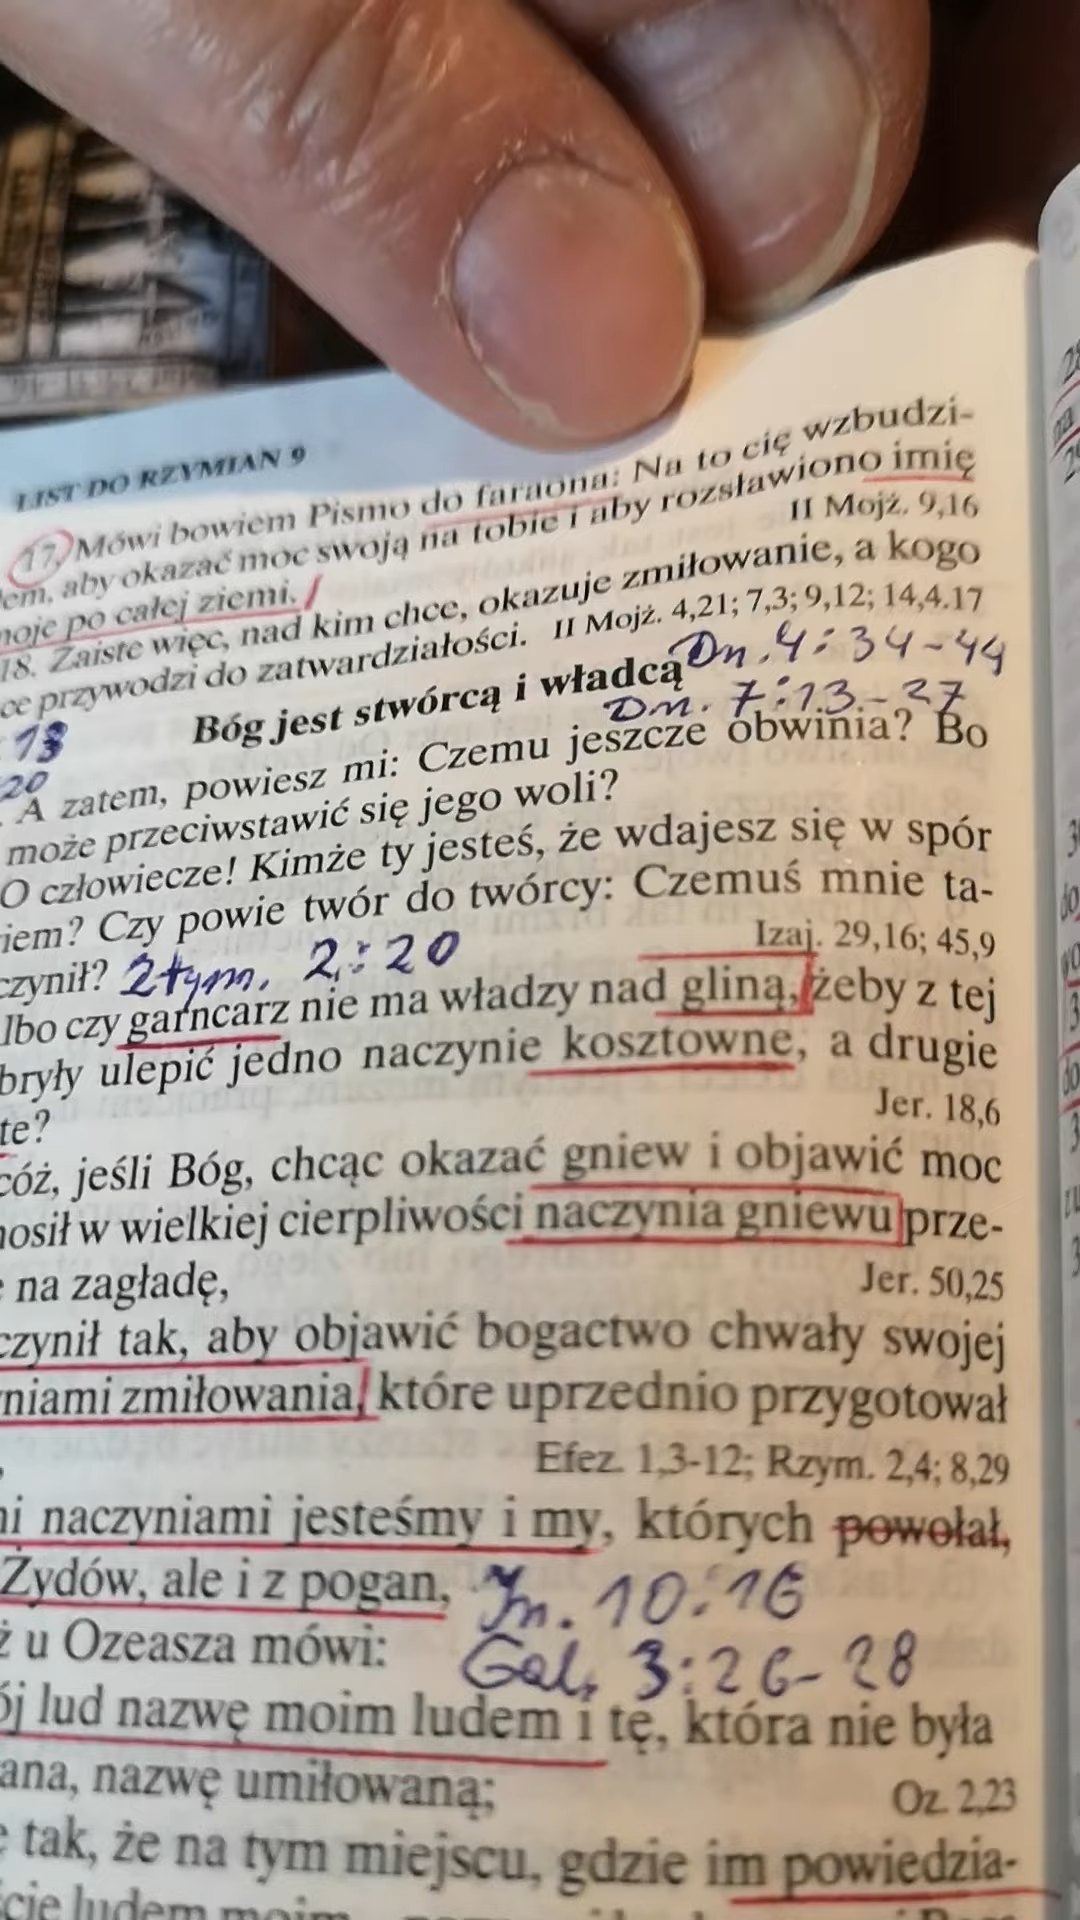 LIST DO RZYMIAN 9
17. Mówi bowiem Pismo do faraona: Na to cię wzbudzi-
łem, aby okazać moc swoją na tobie i aby rozsławiono imię
moje po całej ziemi.
II Mojż. 9,16
18. Zaiste więc, nad kim chce, okazuje zmiłowanie, a kogo
ce przywodzi do zatwardziałości. II Mojż. 4,21; 7,3; 9,12; 14,4.17
Dn. 4:34-44
Bóg jest stwórcą i władcą
Dn. 7:13-27
13
20
A zatem, powiesz mi: Czemu jeszcze obwinia? Bo
może przeciwstawić się jego woli?
O człowiecze! Kimże ty jesteś, że wdajesz się w spór
iem? Czy powie twór do twórcy: Czemuś mnie ta-
czynił? 2tym. 2:20
Izaj. 29,16; 45,9
lbo czy garncarz nie ma władzy nad gliną, żeby z tej
bryły ulepić jedno naczynie kosztowne, a drugie
te?
Jer. 18,6
cóż, jeśli Bóg, chcąc okazać gniew i objawić moc
nosił w wielkiej cierpliwości naczynia gniewu prze-
na zagładę,
Jer. 50,25
czynił tak, aby objawić bogactwo chwały swojej
niami zmiłowania, które uprzednio przygotował
Efez. 1,3-12; Rzym. 2,4; 8,29
mi naczyniami jesteśmy i my, których powołał,
Żydów, ale i z pogan, Jn. 10:16
ż u Ozeasza mówi:
Gal. 3:26-28
ój lud nazwę moim ludem i tę, która nie była
ana, nazwę umiłowaną;
Oz. 2,23
tak, że na tym miejscu, gdzie im powiedzia-
cie ludem moim